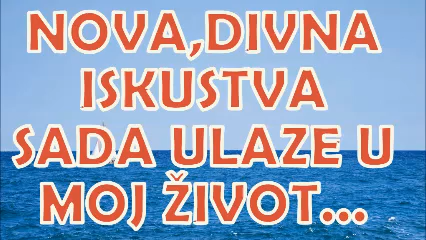 NOVA,DIVNA
ISKUSTVA
SADA ULAZE U
MOJ ŽIVOT...